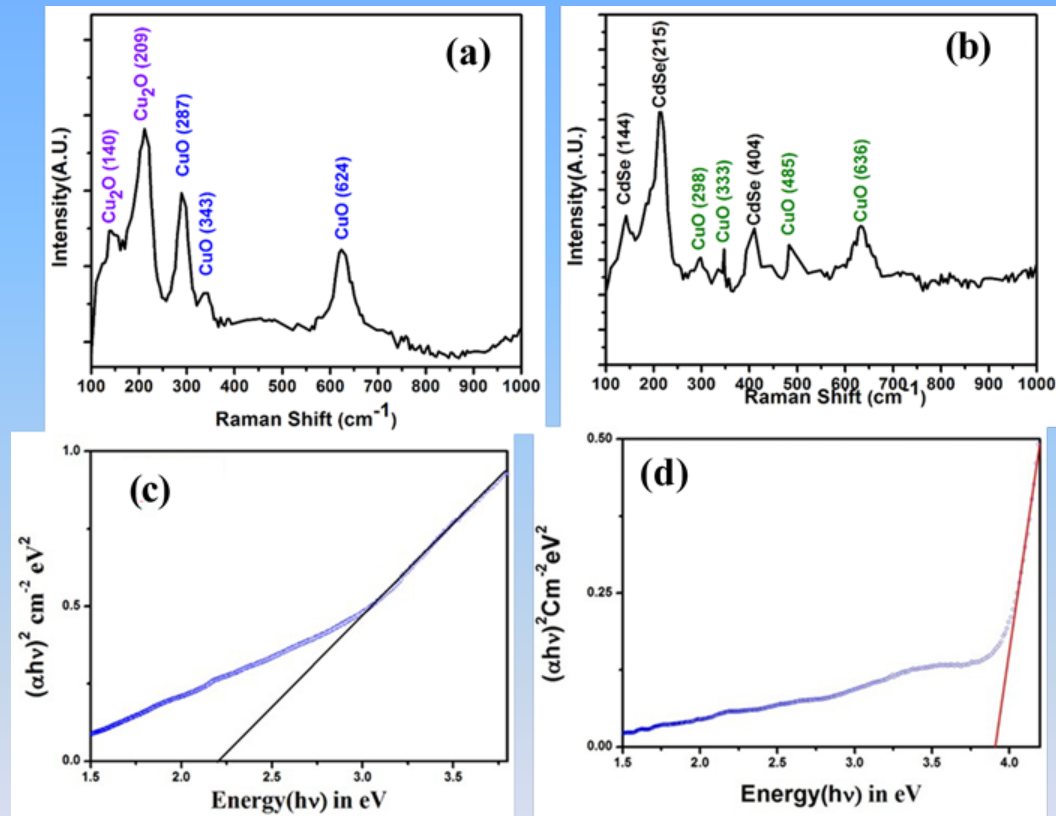 (a)
Intensity(A.U.)
Cu₂O (140)
Cu₂O (209)
CuO (287)
CuO (343)
CuO (624)
100 200 300 400 500 600 700 800 900 1000
Raman Shift (cm⁻¹)
(b)
Intensity(A.U.)
CdSe (144)
CdSe(215)
CuO (298)
CuO (333)
CdSe (404)
CuO (485)
CuO (636)
100 200 300 400 500 600 700 800 900 1000
Raman Shift (cm⁻¹)
(c)
(αhν)² cm⁻² eV²
1.0
0.5
0.0
1.5 2.0 2.5 3.0 3.5
Energy(hν) in eV
(d)
(αhν)²Cm⁻²eV²
0.50
0.25
0.00
1.5 2.0 2.5 3.0 3.5 4.0
Energy(hν) in eV